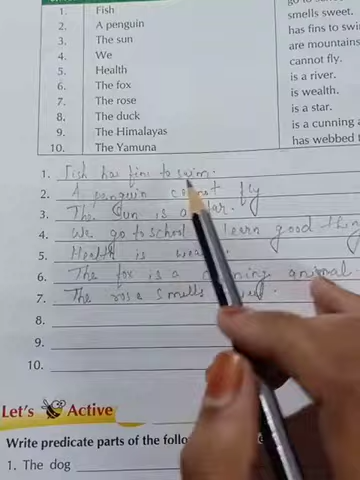 1. Fish smells sweet.
2. A penguin has fins to swi
3. The sun are mountains
4. We cannot fly.
5. Health is a river.
6. The fox is wealth.
7. The rose is a star.
8. The duck is a cunning a
9. The Himalayas has webbed t
10. The Yamuna
1. Fish has fins to swim.
2. A penguin cannot fly
3. The Sun is a star.
4. We go to school learn good thing
5. Health is
6. The fox is a cunning animal
7. The rose smells
8.
9.
10.
Let's Active
Write predicate parts of the follo
1. The dog